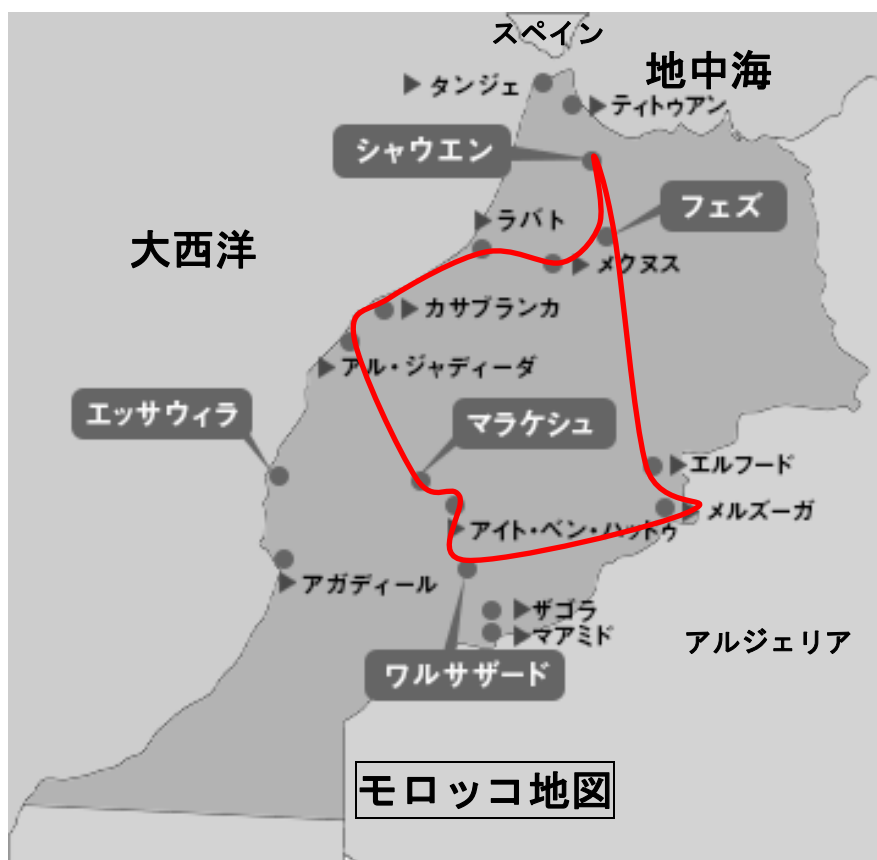 スペイン
地中海
タンジェ
ティトゥアン
シャウエン
フェズ
ラバト
大西洋
メクヌス
カサブランカ
アル・ジャディーダ
エッサウィラ
マラケシュ
エルフード
メルズーガ
アイト・ベン・ハットゥ
アガディール
ザゴラ
マアミド
アルジェリア
ワルサザード
モロッコ地図